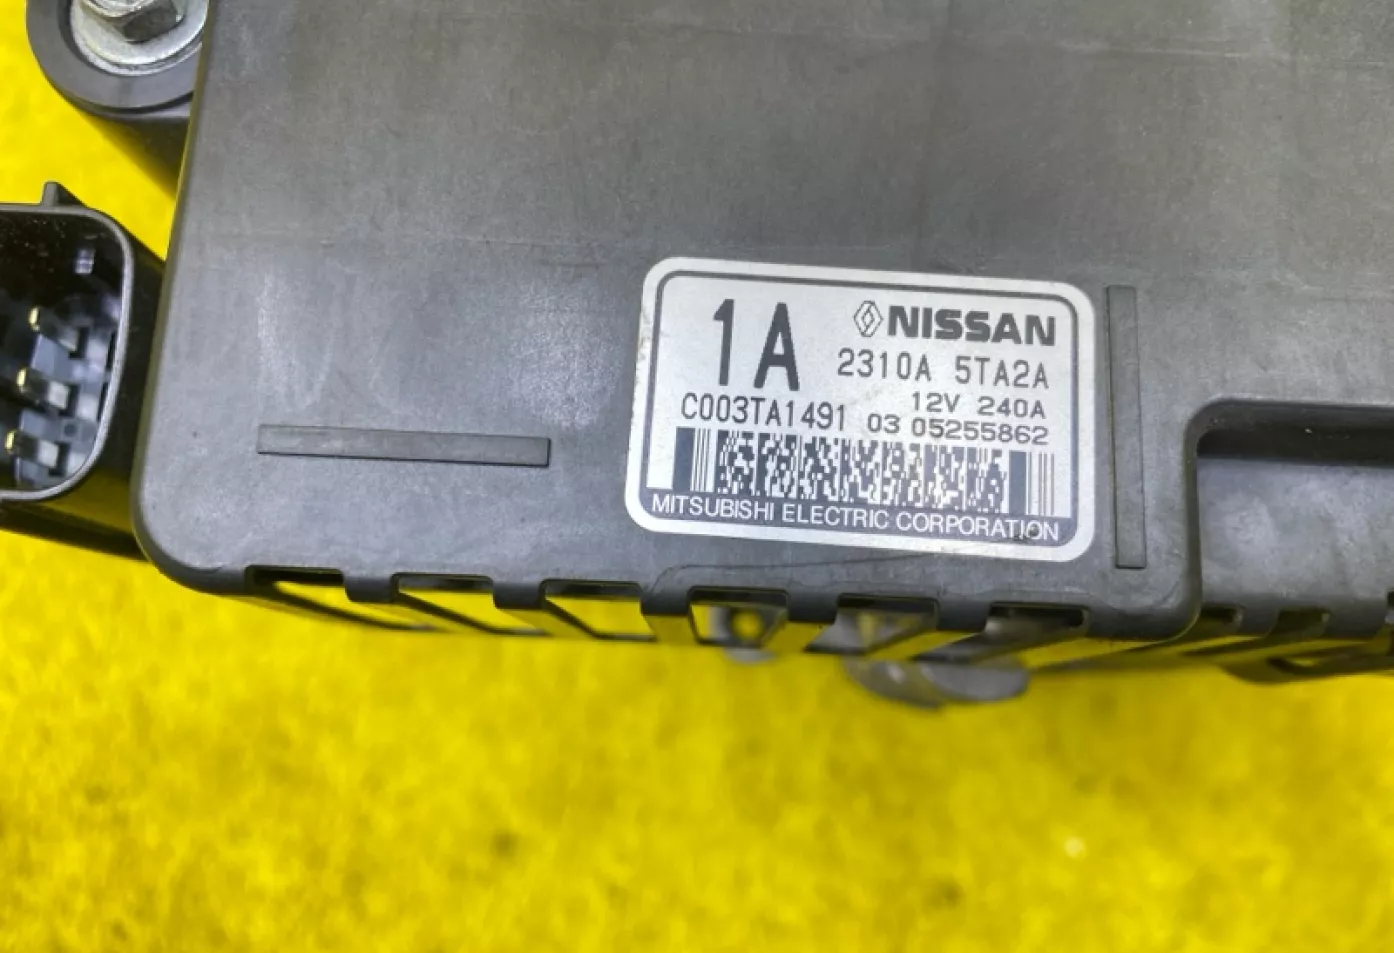 1A
NISSAN
2310A 5TA2A
12V 240A
C003TA1491 03 05255862
MITSUBISHI ELECTRIC CORPORATION